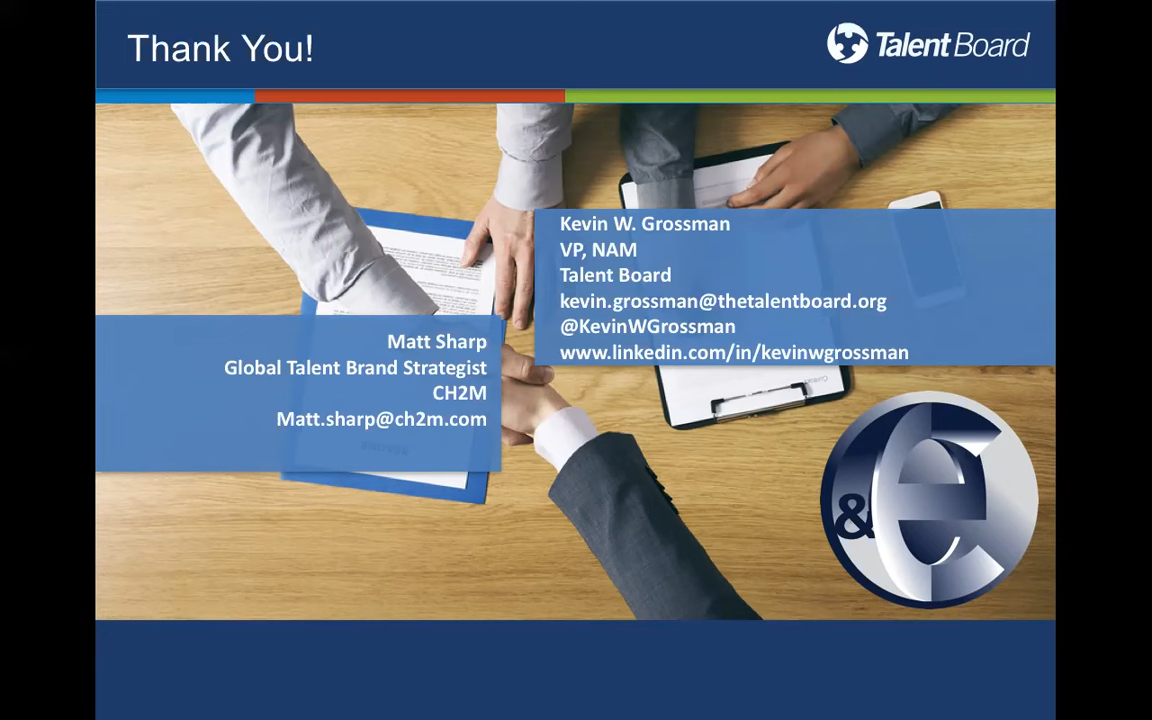 Thank You!
Talent Board
Kevin W. Grossman
VP, NAM
Talent Board
kevin.grossman@thetalentboard.org
@KevinWGrossman
www.linkedin.com/in/kevinwgrossman
Matt Sharp
Global Talent Brand Strategist
CH2M
Matt.sharp@ch2m.com
&